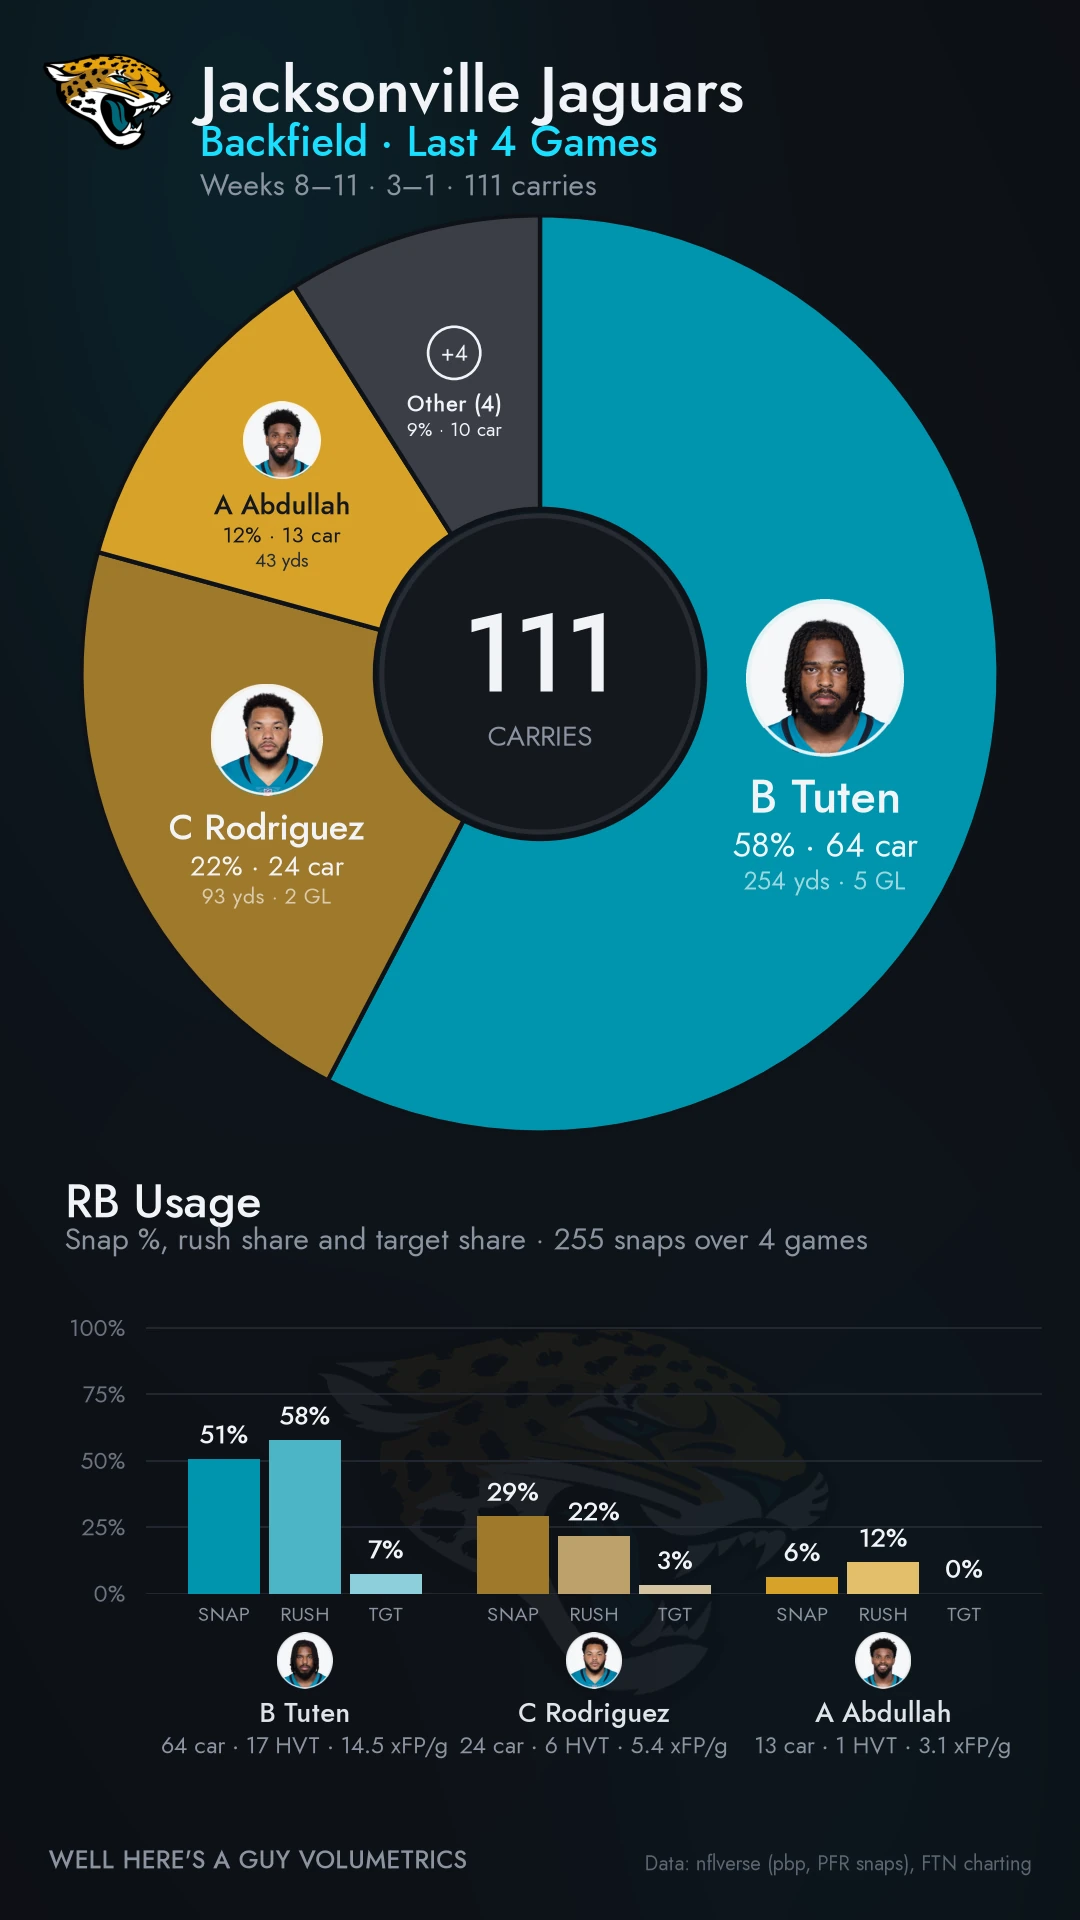 Jacksonville Jaguars
Backfield · Last 4 Games
Weeks 8–11 · 3–1 · 111 carries
+4
Other (4)
9% · 10 car
A Abdullah
12% · 13 car
43 yds
111
CARRIES
B Tuten
58% · 64 car
254 yds · 5 GL
C Rodriguez
22% · 24 car
93 yds · 2 GL
RB Usage
Snap %, rush share and target share · 255 snaps over 4 games
100%
75%
50%
25%
0%
51% 58% 7% 29% 22% 3% 6% 12% 0%
SNAP RUSH TGT SNAP RUSH TGT SNAP RUSH TGT
B Tuten C Rodriguez A Abdullah
64 car · 17 HVT · 14.5 xFP/g 24 car · 6 HVT · 5.4 xFP/g 13 car · 1 HVT · 3.1 xFP/g
WELL HERE'S A GUY VOLUMETRICS
Data: nflverse (pbp, PFR snaps), FTN charting